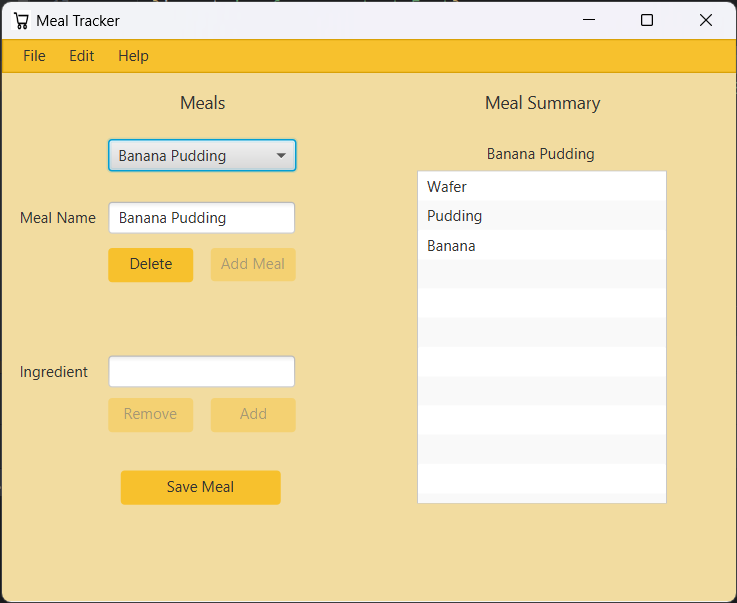 Meal Tracker
File Edit Help
Meals
Banana Pudding
Meal Name Banana Pudding
Delete Add Meal
Ingredient
Remove Add
Save Meal
Meal Summary
Banana Pudding
Wafer
Pudding
Banana